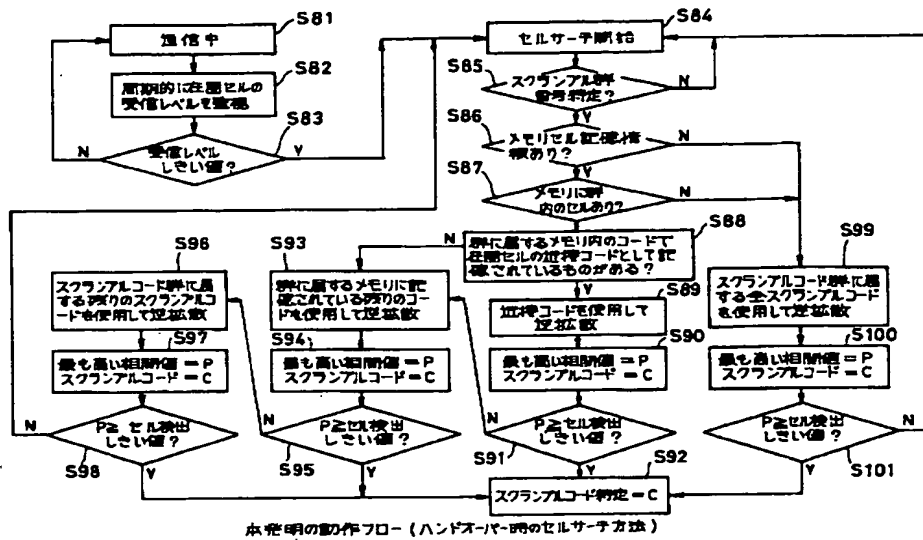 S81
通信中
S82
周期的に在圏セルの
受信レベルを監視
S83
受信レベル
しきい値?
N
Y
S84
セルサーチ開始
S85
スクランブル群
番号特定?
N
Y
S86
メモリセル記憶情
報あり?
N
Y
S87
メモリに群
内のセルあり?
N
Y
S88
群に属するメモリ内のコードで
在圏セルの近接コードとして記
憶されているものがある?
N
Y
S89
近接コードを使用して
逆拡散
S90
最も高い相関値=P
スクランブルコード=C
S91
P≧セル検出
しきい値?
N
Y
S92
スクランブルコード特定=C
S93
群に属するメモリに記
憶されている残りのコー
ドを使用して逆拡散
S94
最も高い相関値=P
スクランブルコード=C
S95
P≧セル検出
しきい値?
N
Y
S96
スクランブルコード群に属
する残りのスクランブルコ
ードを使用して逆拡散
S97
最も高い相関値=P
スクランブルコード=C
S98
P≧セル検出
しきい値?
N
Y
S99
スクランブルコード群に属
する全スクランブルコード
を使用して逆拡散
S100
最も高い相関値=P
スクランブルコード=C
S101
P≧セル検出
しきい値?
N
Y
本発明の動作フロー(ハンドオーバー時のセルサーチ方法)